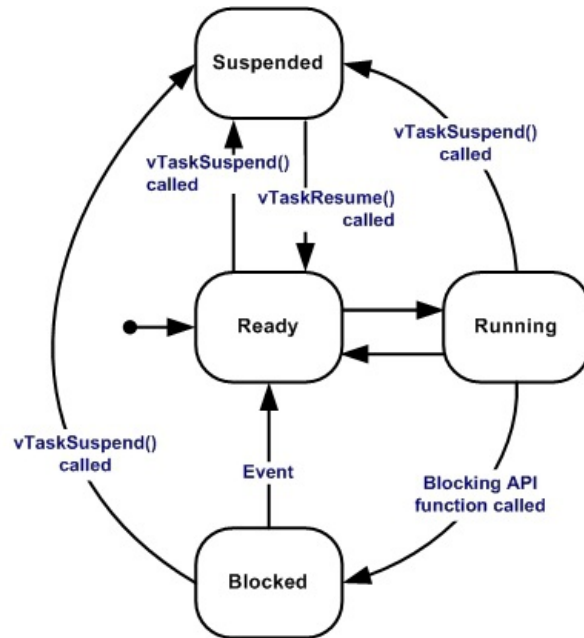 Suspended
vTaskSuspend()
called
vTaskSuspend()
called
vTaskResume()
called
Ready
Running
vTaskSuspend()
called
Event
Blocking API
function called
Blocked